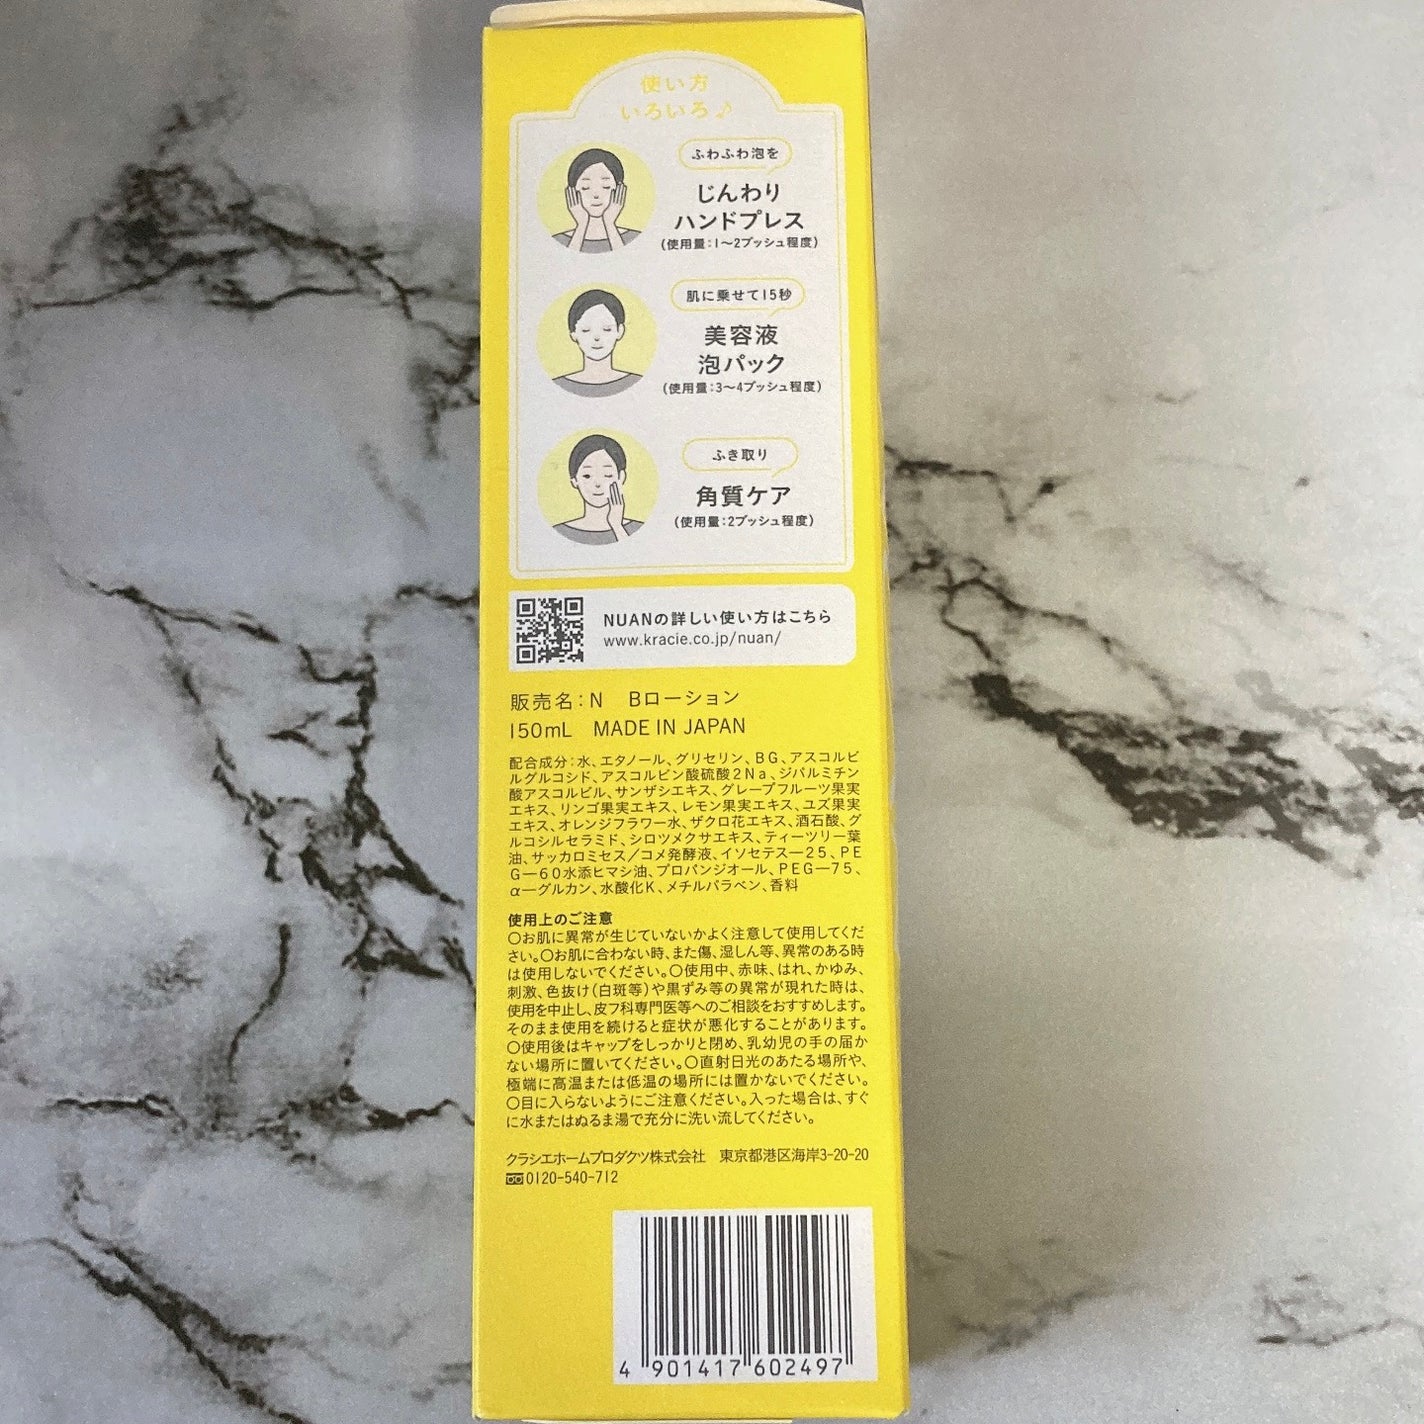 使い方
いろいろ♪
ふわふわ泡を
じんわり
ハンドプレス
(使用量:1〜2プッシュ程度)
肌に乗せて15秒
美容液
泡パック
(使用量:3〜4プッシュ程度)
ふき取り
角質ケア
(使用量:2プッシュ程度)
NUANの詳しい使い方はこちら
www.kracie.co.jp/nuan/
販売名:N　Bローション
150mL　MADE IN JAPAN
配合成分:水、エタノール、グリセリン、BG、アスコルビ
ルグルコシド、アスコルビン酸硫酸2Na、ジパルミチン
酸アスコルビル、サンザシエキス、グレープフルーツ果実
エキス、リンゴ果実エキス、レモン果実エキス、ユズ果実
エキス、オレンジフラワー水、ザクロ花エキス、酒石酸、グ
ルコシルセラミド、シロツメクサエキス、ティーツリー葉
油、サッカロミセス/コメ発酵液、イソセテス-25、PE
G-60水添ヒマシ油、プロパンジオール、PEG-75、
α-グルカン、水酸化K、メチルパラベン、香料
使用上のご注意
○お肌に異常が生じていないかよく注意して使用してくだ
さい。○お肌に合わない時、また傷、湿しん等、異常のある時
は使用しないでください。○使用中、赤味、はれ、かゆみ、
刺激、色抜け(白斑等)や黒ずみ等の異常が現れた時は、
使用を中止し、皮フ科専門医等へのご相談をおすすめします。
そのまま使用を続けると症状が悪化することがあります。
○使用後はキャップをしっかりと閉め、乳幼児の手の届か
ない場所に置いてください。○直射日光のあたる場所や、
極端に高温または低温の場所には置かないでください。
○目に入らないようにご注意ください。入った場合は、すぐ
に水またはぬるま湯で充分に洗い流してください。
クラシエホームプロダクツ株式会社　東京都港区海岸3-20-20
0120-540-712
4 901417 602497